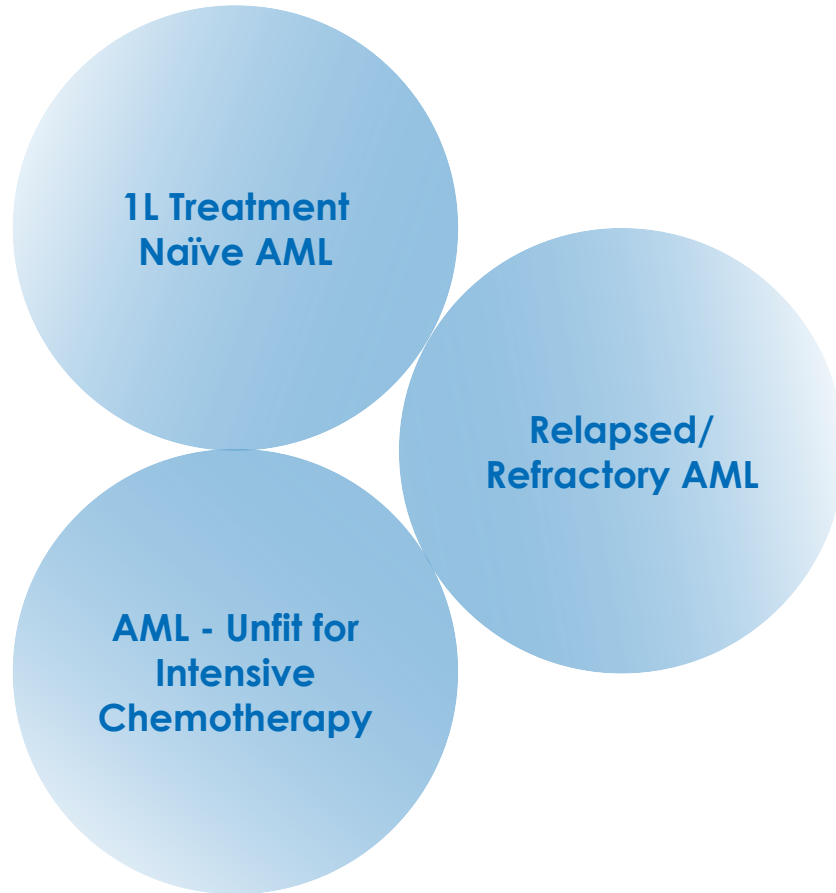 1L Treatment
Naïve AML
Relapsed/
Refractory AML
AML - Unfit for
Intensive
Chemotherapy